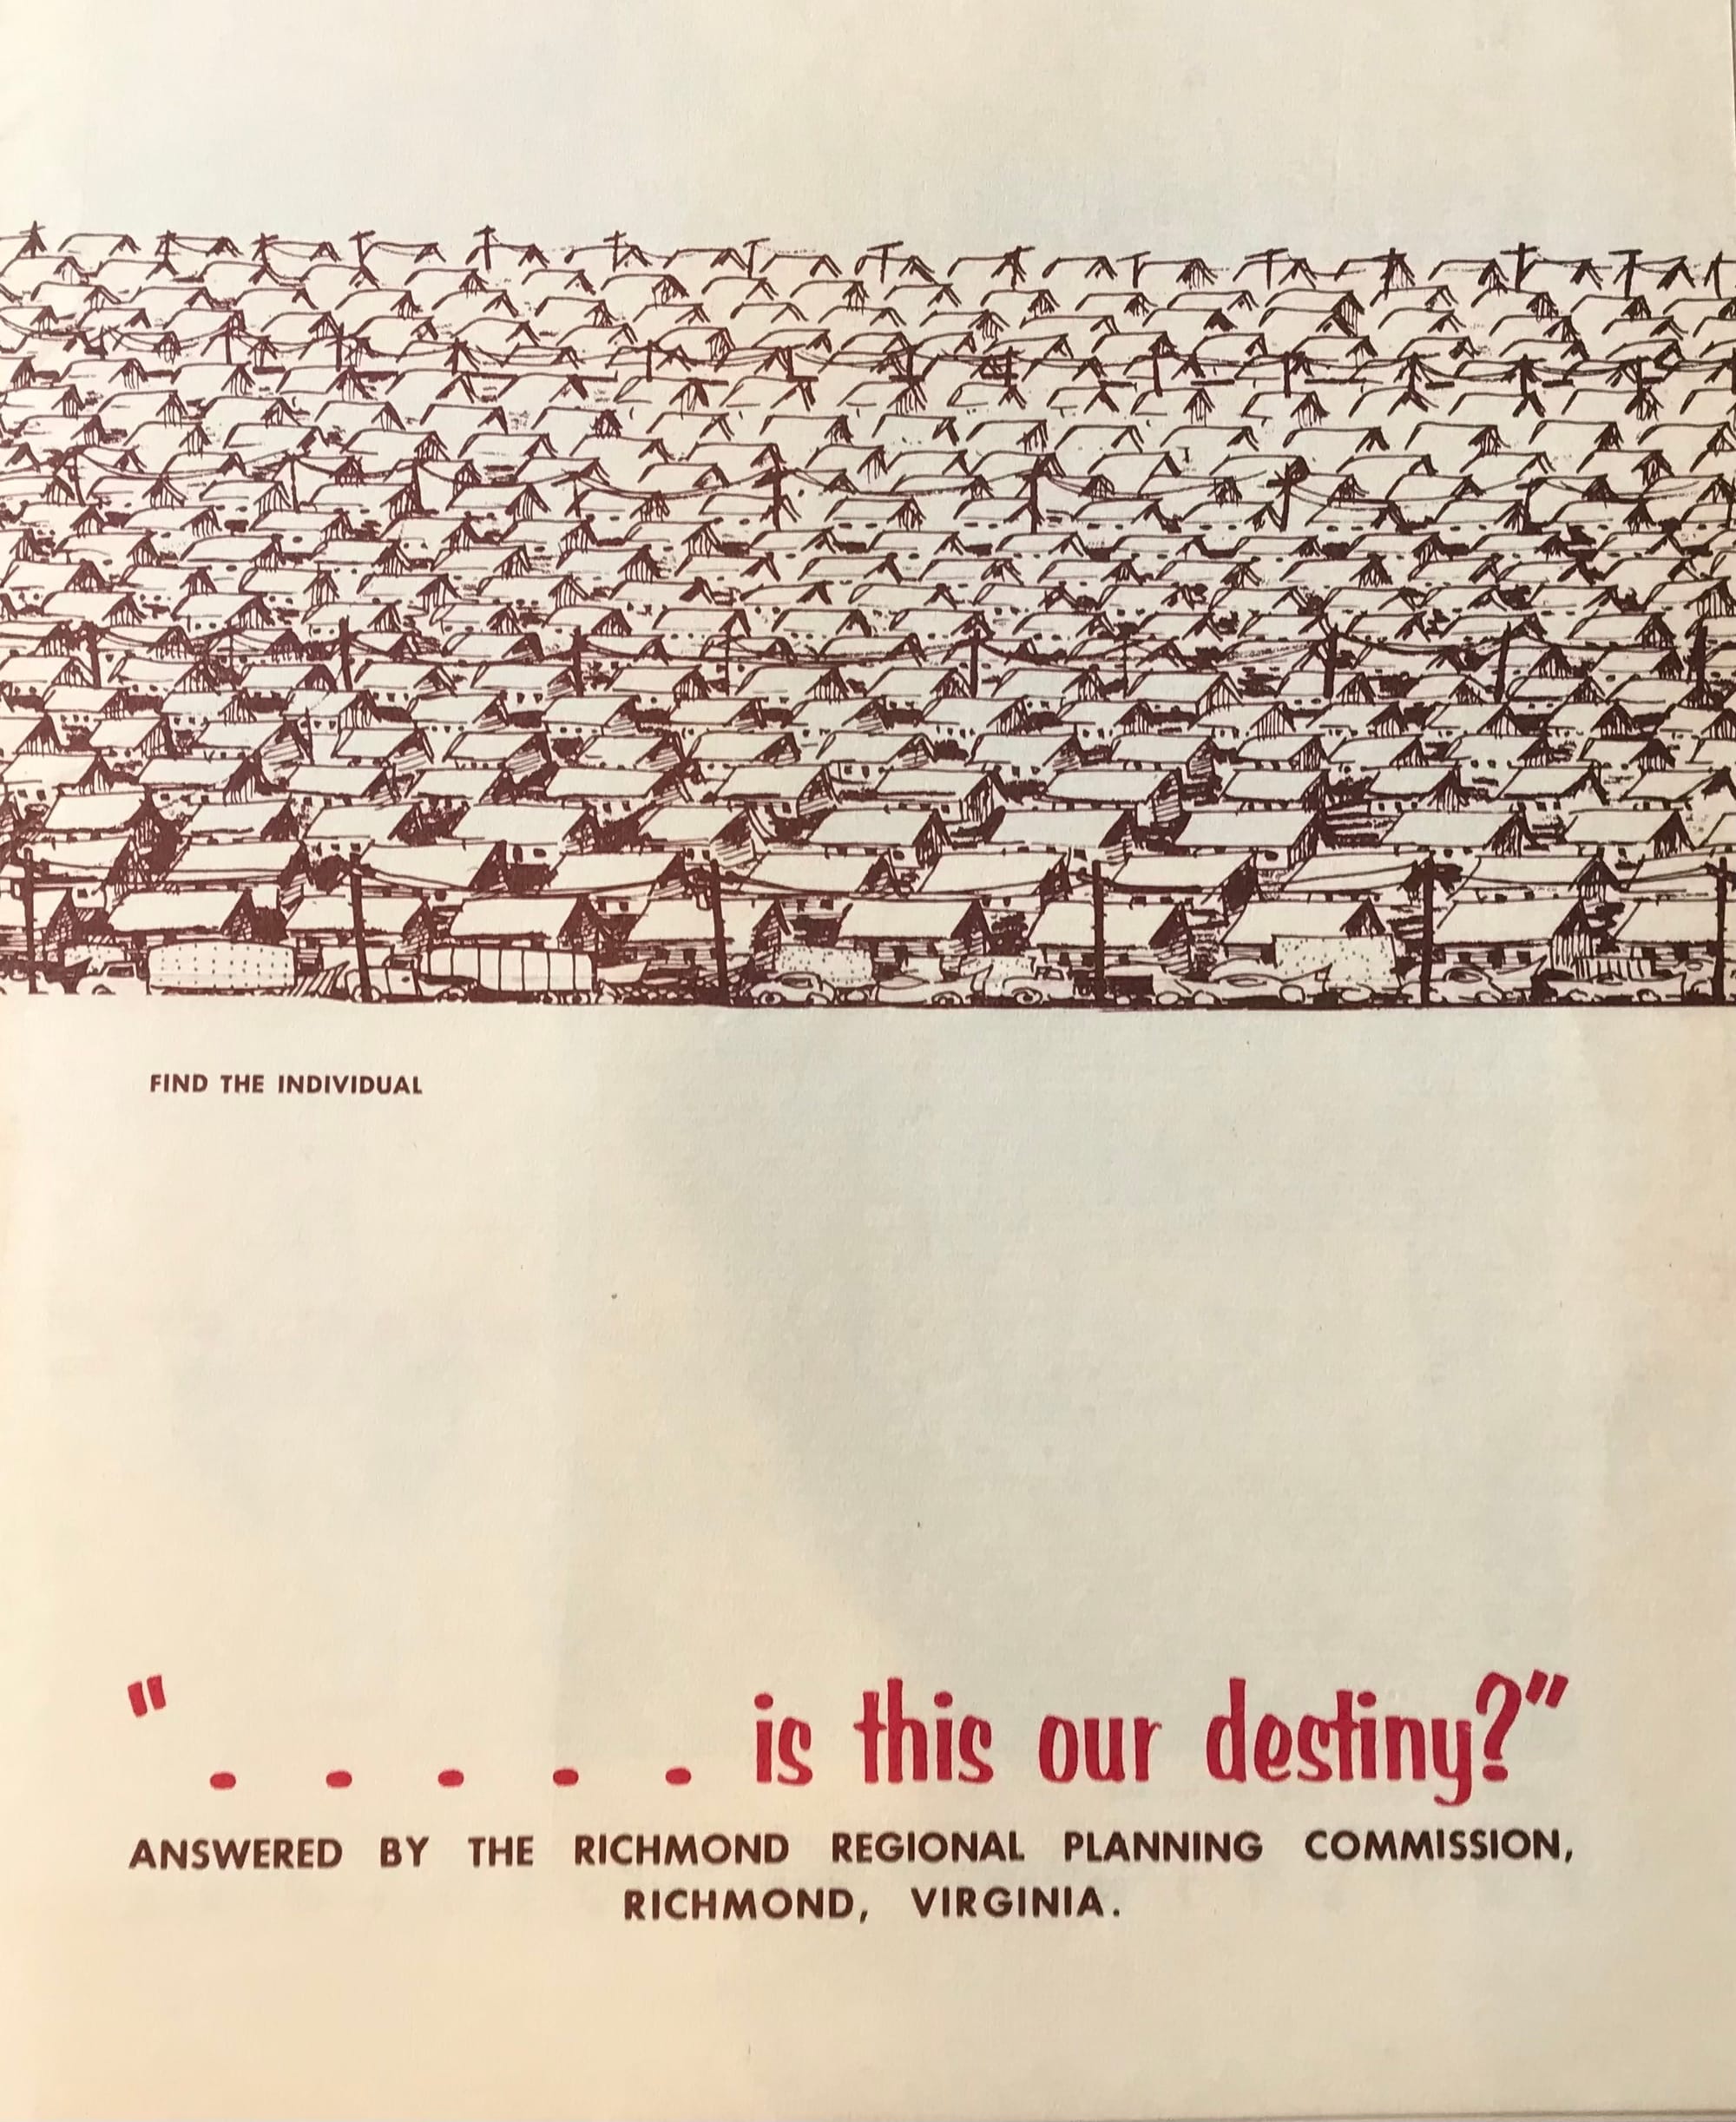 FIND THE INDIVIDUAL
". . . . . is this our destiny?"
ANSWERED BY THE RICHMOND REGIONAL PLANNING COMMISSION,
RICHMOND, VIRGINIA.